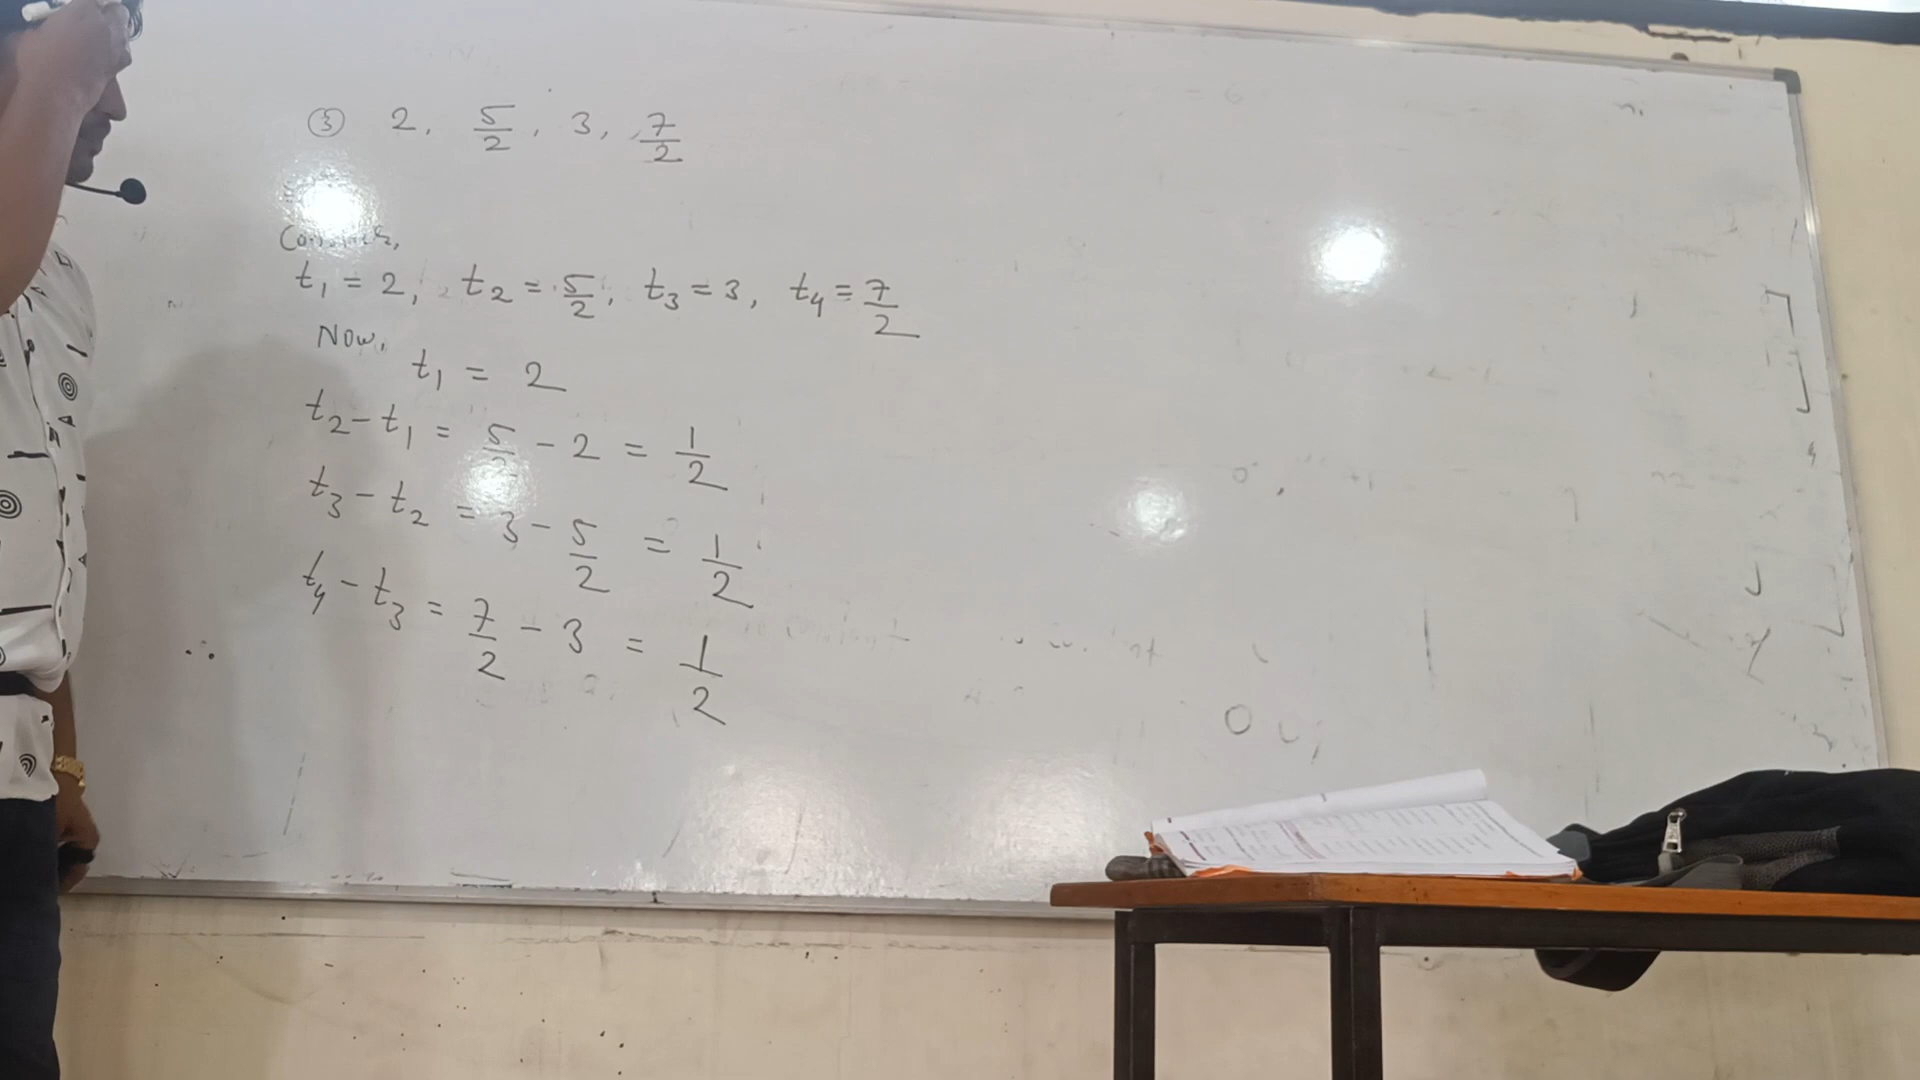 ③ 2, 5/2, 3, 7/2
t₁ = 2, t₂ = 5/2, t₃ = 3, t₄ = 7/2
Now,
t₁ = 2
t₂ - t₁ = 5/2 - 2 = 1/2
t₃ - t₂ = 3 - 5/2 = 1/2
t₄ - t₃ = 7/2 - 3 = 1/2
∴